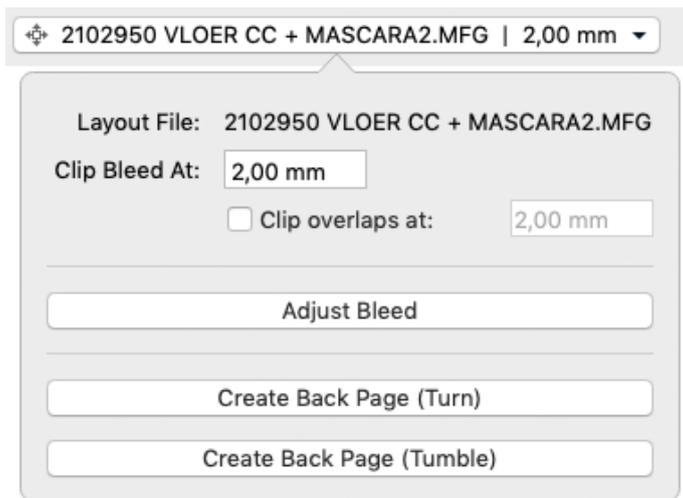 2102950 VLOER CC + MASCARA2.MFG | 2,00 mm
Layout File: 2102950 VLOER CC + MASCARA2.MFG
Clip Bleed At: 2,00 mm
Clip overlaps at: 2,00 mm
Adjust Bleed
Create Back Page (Turn)
Create Back Page (Tumble)